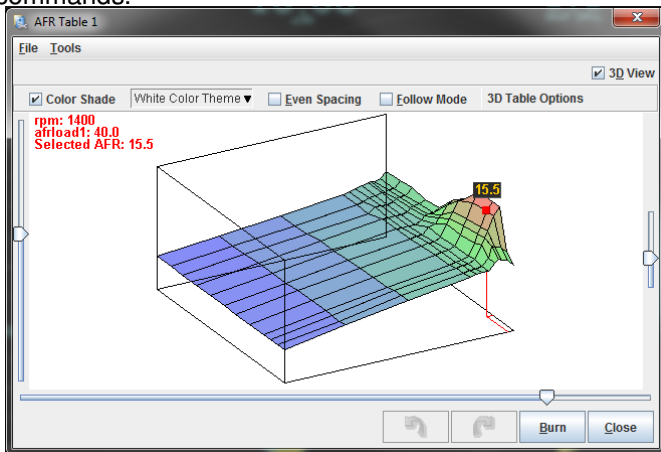 commands.
AFR Table 1
File Tools
3D View
Color Shade White Color Theme Even Spacing Follow Mode 3D Table Options
rpm: 1400
afrload1: 40.0
Selected AFR: 15.5
15.5
Burn Close